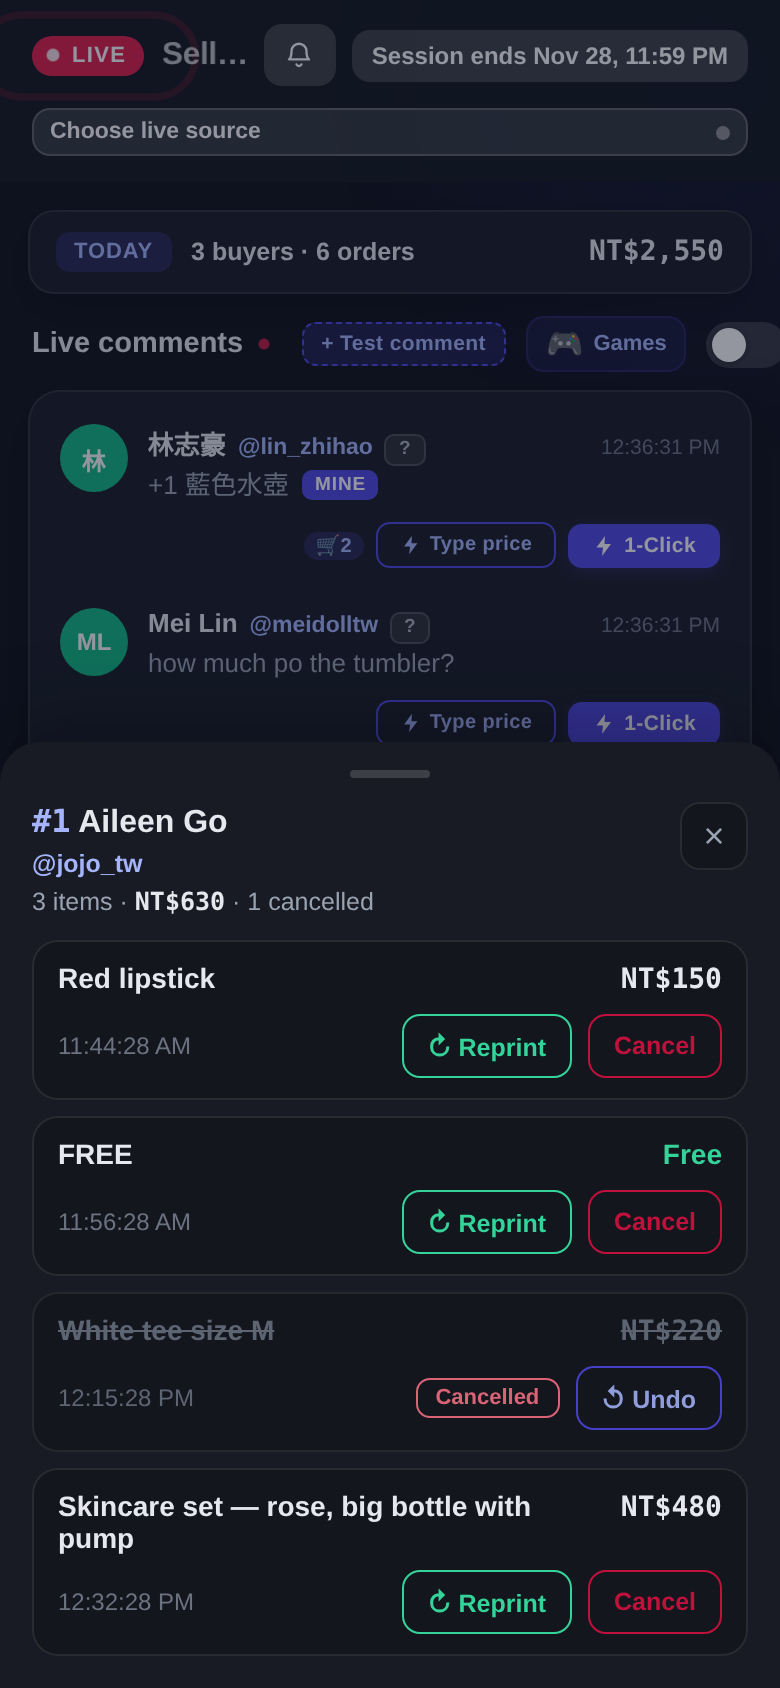 LIVE Sell... Session ends Nov 28, 11:59 PM
Choose live source
TODAY 3 buyers · 6 orders NT$2,550
Live comments + Test comment 🎮 Games
林 林志豪 @lin_zhihao ? 12:36:31 PM
+1 藍色水壺 MINE
🛒2 Type price 1-Click
ML Mei Lin @meidolltw ? 12:36:31 PM
how much po the tumbler?
Type price 1-Click
#1 Aileen Go
@jojo_tw
3 items · NT$630 · 1 cancelled
Red lipstick NT$150
11:44:28 AM ↻ Reprint Cancel
FREE Free
11:56:28 AM ↻ Reprint Cancel
White tee size M NT$220
12:15:28 PM Cancelled ↺ Undo
Skincare set — rose, big bottle with NT$480
pump
12:32:28 PM ↻ Reprint Cancel